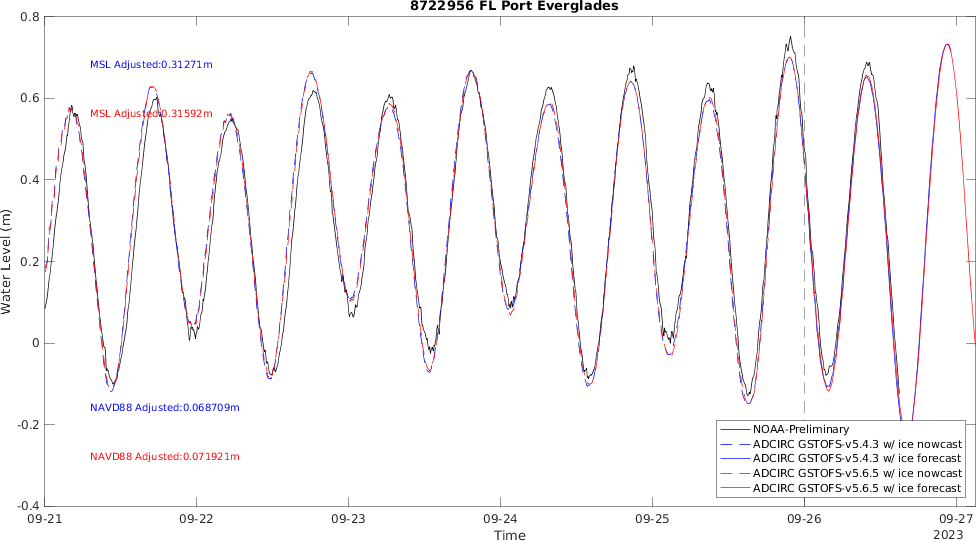 8722956 FL Port Everglades
0.8
0.6
0.4
0.2
0
-0.2
-0.4
Water Level (m)
MSL Adjusted:0.31271m
MSL Adjusted:0.31592m
NAVD88 Adjusted:0.068709m
NAVD88 Adjusted:0.071921m
NOAA-Preliminary
ADCIRC GSTOFS-v5.4.3 w/ ice nowcast
ADCIRC GSTOFS-v5.4.3 w/ ice forecast
ADCIRC GSTOFS-v5.6.5 w/ ice nowcast
ADCIRC GSTOFS-v5.6.5 w/ ice forecast
09-21 09-22 09-23 09-24 09-25 09-26 09-27
Time
2023